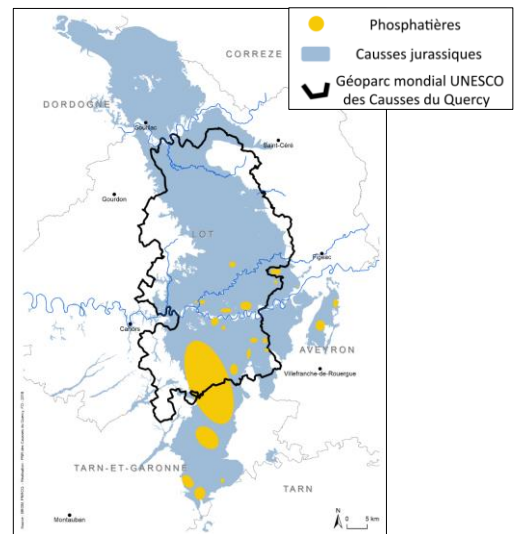 Phosphatières
Causses jurassiques
Géoparc mondial UNESCO
des Causses du Quercy
CORREZE
DORDOGNE
Saint-Céré
Gourdon
LOT
Figeac
Cahors
AVEYRON
Villefranche-de-Rouergue
TARN-ET-GARONNE
TARN
Montauban
N
0 5 km